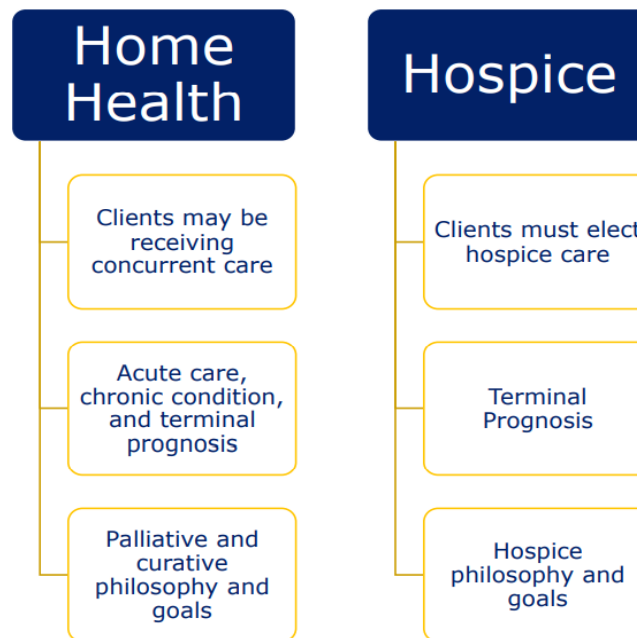 Home
Health
Clients may be
receiving
concurrent care
Acute care,
chronic condition,
and terminal
prognosis
Palliative and
curative
philosophy and
goals
Hospice
Clients must elect
hospice care
Terminal
Prognosis
Hospice
philosophy and
goals